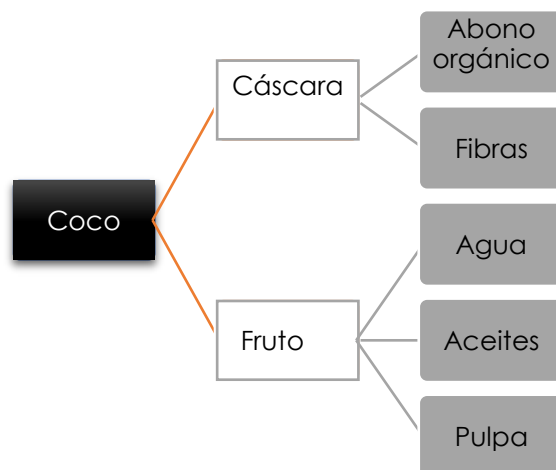 Coco
Cáscara
Abono
orgánico
Fibras
Fruto
Agua
Aceites
Pulpa